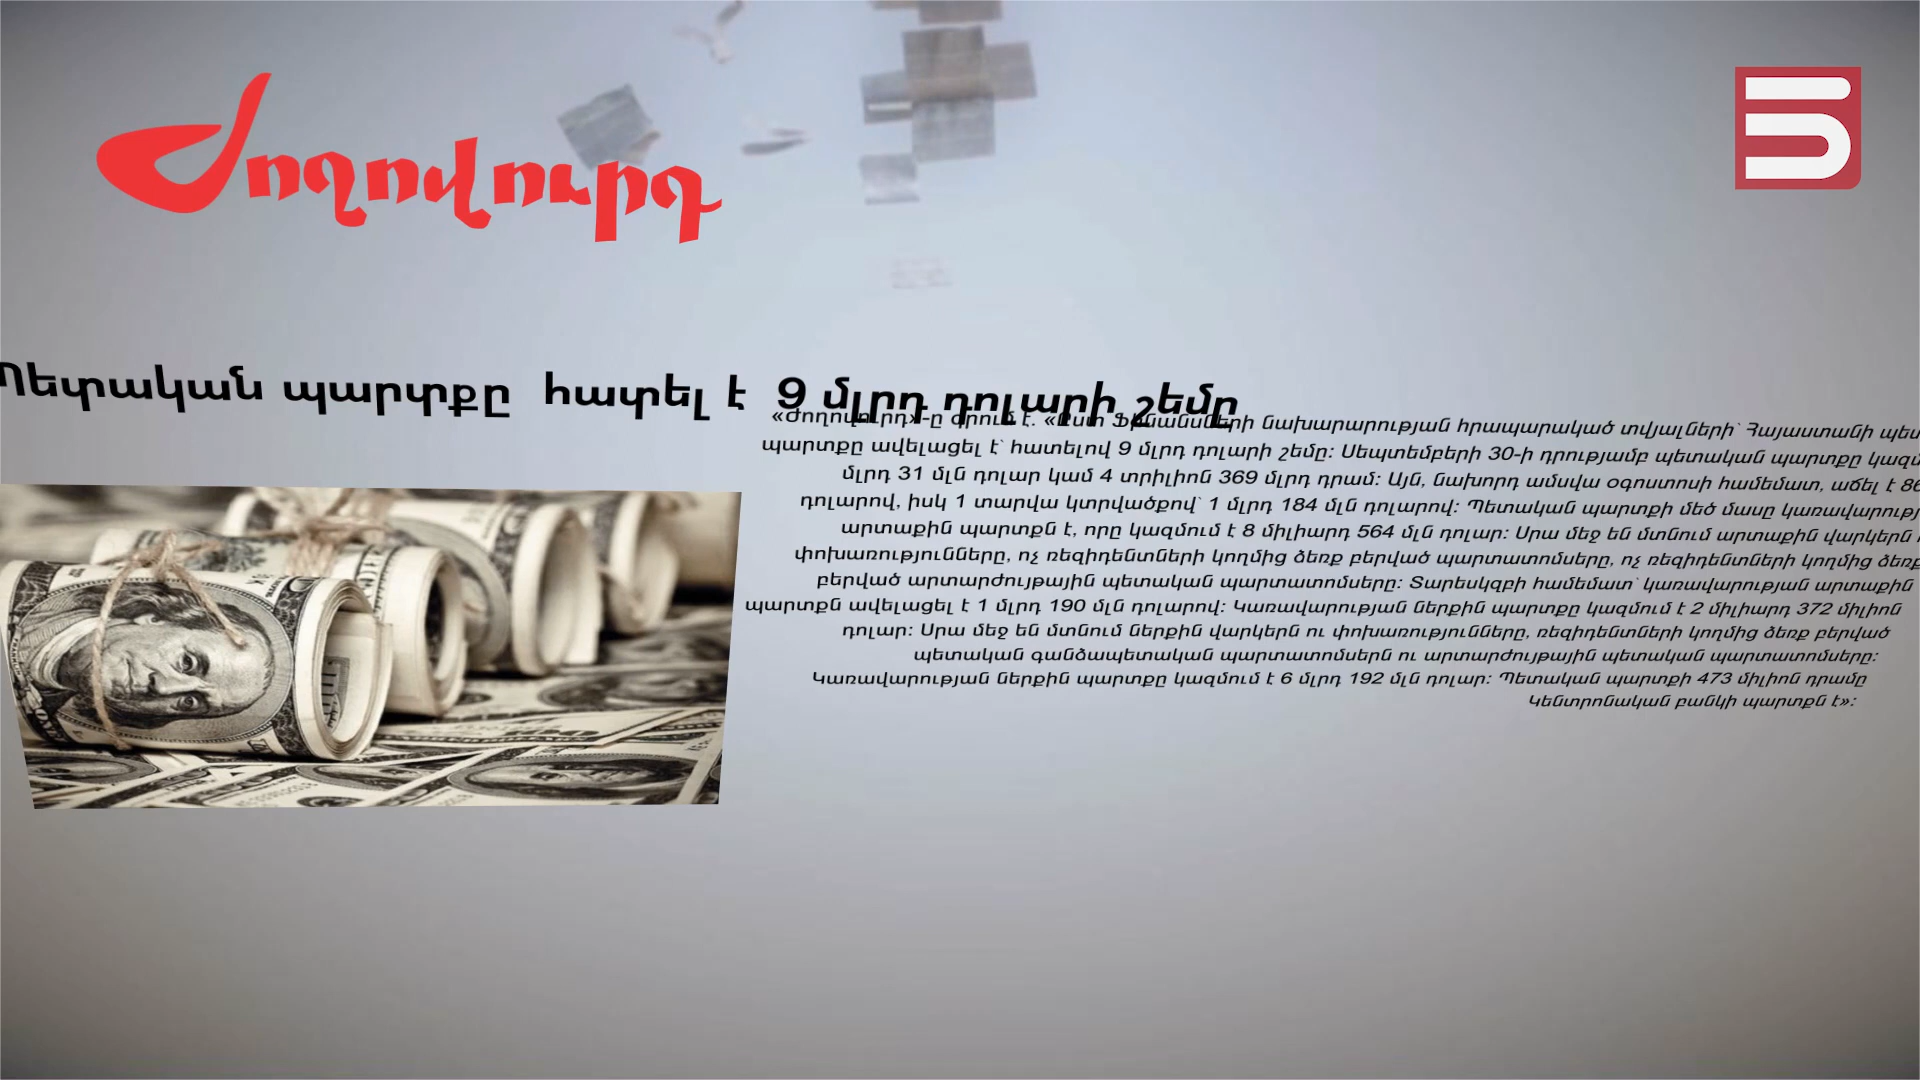 Ժողովուրդ
Պետական պարտքը հատել է 9 մլրդ դոլարի շեմը
«Ժողովուրդ»-ը գրում է. «Ըստ Ֆինանսների նախարարության հրապարակած տվյալների՝ Հայաստանի պետ
պարտքը ավելացել է՝ հատելով 9 մլրդ դոլարի շեմը: Սեպտեմբերի 30-ի դրությամբ պետական պարտքը կազմ
մլրդ 31 մլն դոլար կամ 4 տրիլիոն 369 մլրդ դրամ: Այն, նախորդ ամսվա օգոստոսի համեմատ, աճել է 86
դոլարով, իսկ 1 տարվա կտրվածքով՝ 1 մլրդ 184 մլն դոլարով: Պետական պարտքի մեծ մասը կառավարությ
արտաքին պարտքն է, որը կազմում է 8 միլիարդ 564 մլն դոլար: Սրա մեջ են մտնում արտաքին վարկերն
փոխառությունները, ոչ ռեզիդենտների կողմից ձեռք բերված պարտատոմսերը, ոչ ռեզիդենտների կողմից ձեռք
բերված արտարժույթային պետական պարտատոմսերը: Տարեսկզբի համեմատ՝ կառավարության արտաքին
պարտքն ավելացել է 1 մլրդ 190 մլն դոլարով: Կառավարության ներքին պարտքը կազմում է 2 միլիարդ 372 միլիոն
դոլար: Սրա մեջ են մտնում ներքին վարկերն ու փոխառությունները, ռեզիդենտների կողմից ձեռք բերված
պետական գանձապետական պարտատոմսերն ու արտարժույթային պետական պարտատոմսերը:
Կառավարության ներքին պարտքը կազմում է 6 մլրդ 192 մլն դոլար: Պետական պարտքի 473 միլիոն դրամը
Կենտրոնական բանկի պարտքն է»: